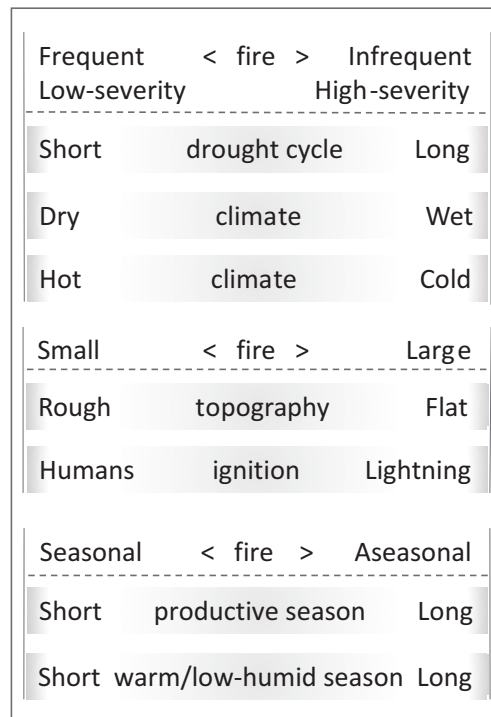 Frequent < fire > Infrequent
Low-severity High-severity
Short drought cycle Long
Dry climate Wet
Hot climate Cold
Small < fire > Large
Rough topography Flat
Humans ignition Lightning
Seasonal < fire > Aseasonal
Short productive season Long
Short warm/low-humid season Long